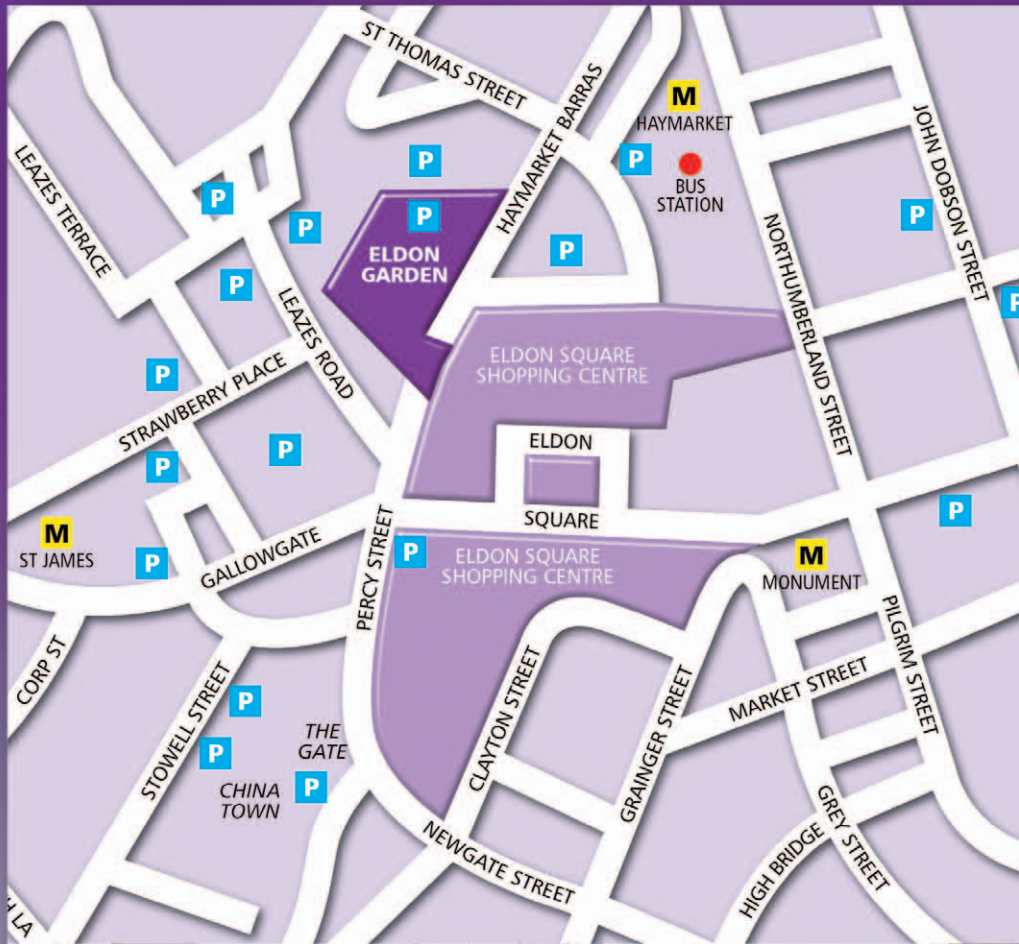 ST THOMAS STREET
HAYMARKET BARRAS
M
HAYMARKET
P
BUS
STATION
JOHN DOBSON STREET
LEAZES TERRACE
P
P
P
P
P
P
ELDON
GARDEN
P
P
LEAZES ROAD
NORTHUMBERLAND STREET
P
ELDON SQUARE
SHOPPING CENTRE
P
STRAWBERRY PLACE
P
P
ELDON
SQUARE
M
ST JAMES
P
GALLOWGATE
PERCY STREET
P
ELDON SQUARE
SHOPPING CENTRE
M
MONUMENT
P
CORP ST
STOWELL STREET
P
P
THE
GATE
CHINA
TOWN
P
CLAYTON STREET
GRAINGER STREET
MARKET STREET
PILGRIM STREET
NEWGATE STREET
HIGH BRIDGE
GREY STREET
H LA